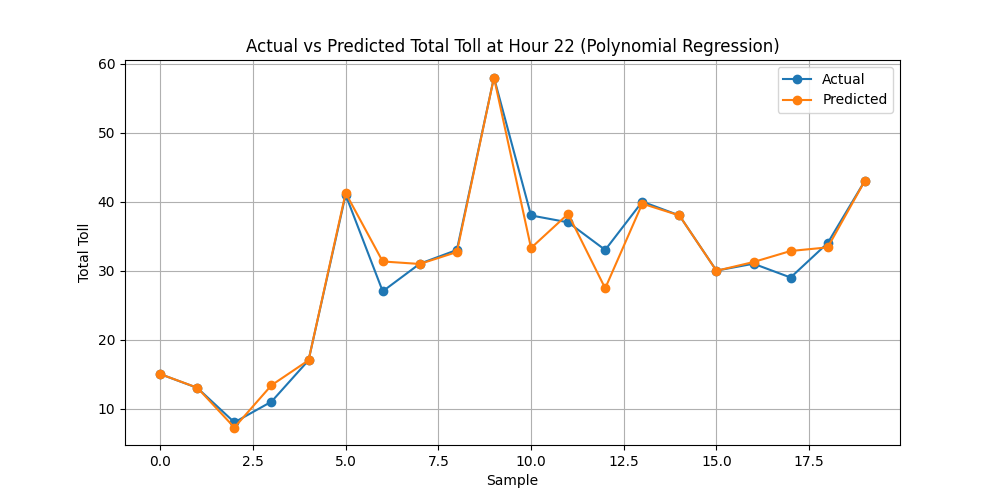 Actual vs Predicted Total Toll at Hour 22 (Polynomial Regression)
Actual
Predicted
60
50
40
30
20
10
Total Toll
0.0 2.5 5.0 7.5 10.0 12.5 15.0 17.5
Sample